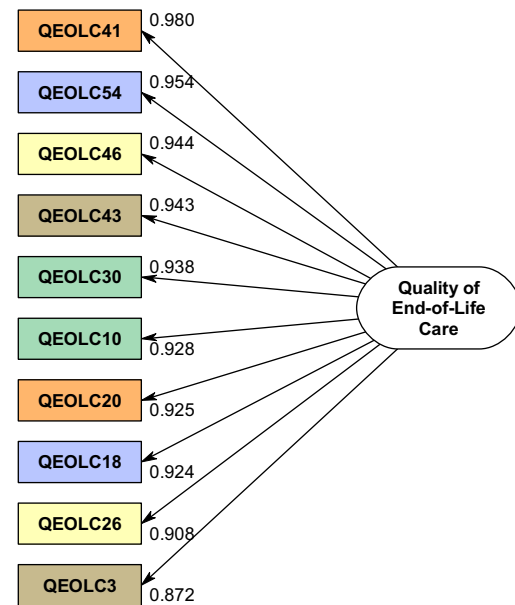 0.980
QEOLC41
0.954
QEOLC54
0.944
QEOLC46
0.943
QEOLC43
0.938
QEOLC30
Quality of
End-of-Life
Care
QEOLC10
0.928
QEOLC20
0.925
QEOLC18
0.924
QEOLC26
0.908
QEOLC3
0.872